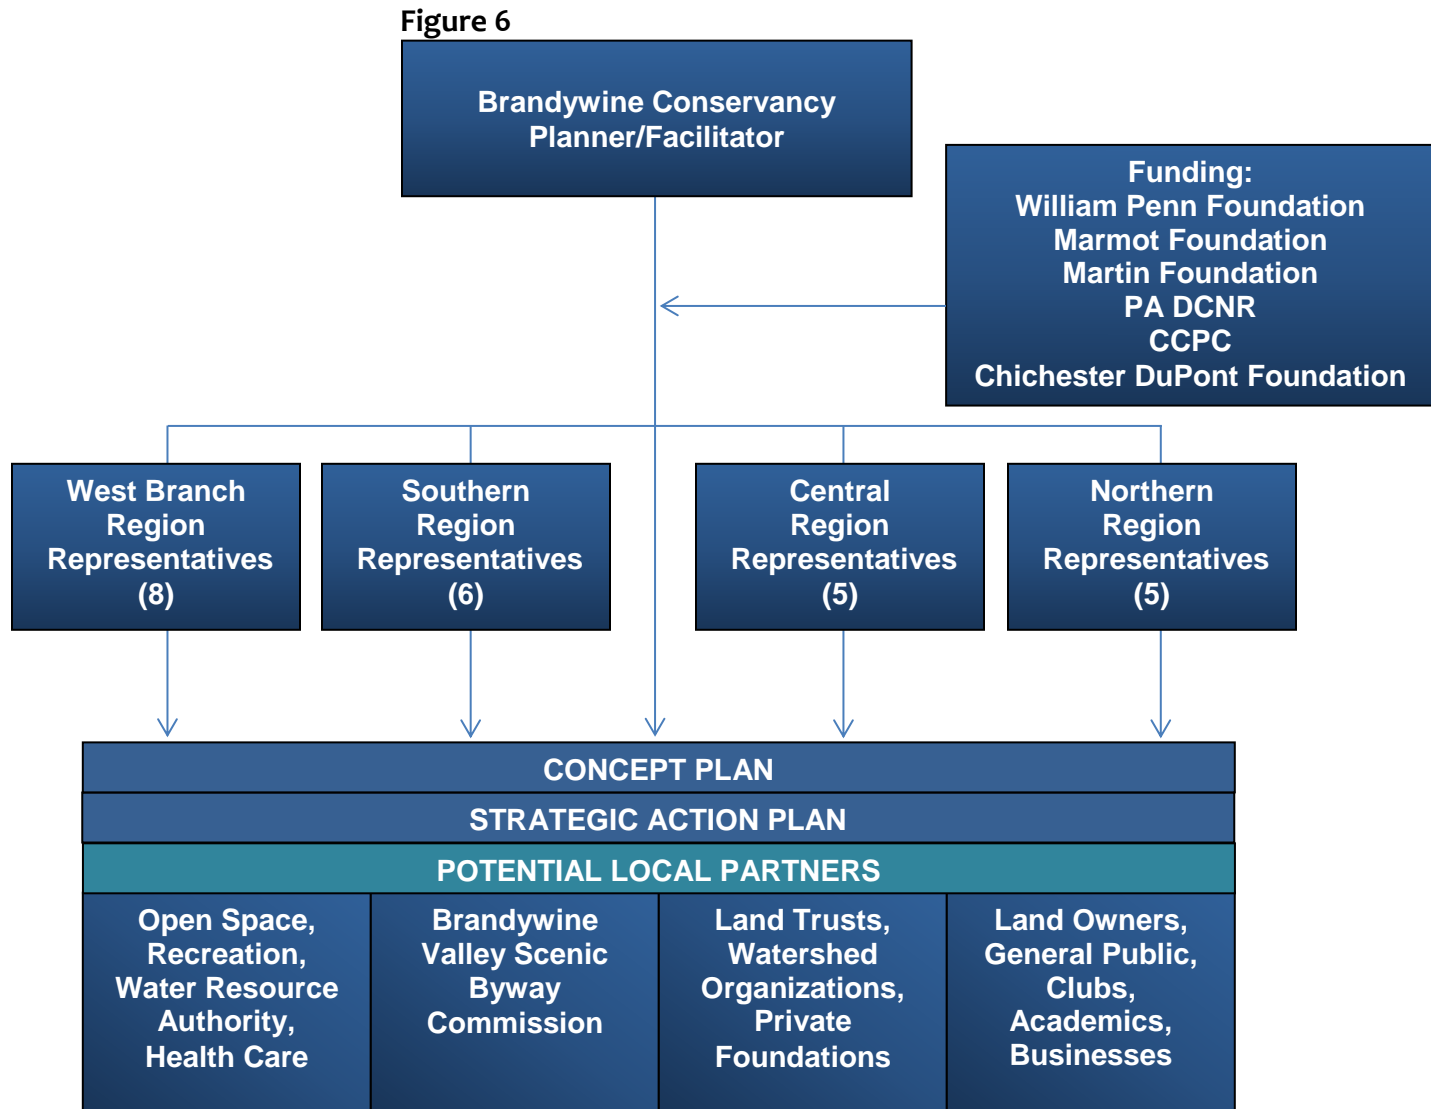 Figure 6
Brandywine Conservancy
Planner/Facilitator
Funding:
William Penn Foundation
Marmot Foundation
Martin Foundation
PA DCNR
CCPC
Chichester DuPont Foundation
West Branch
Region
Representatives
(8)
Southern
Region
Representatives
(6)
Central
Region
Representatives
(5)
Northern
Region
Representatives
(5)
CONCEPT PLAN
STRATEGIC ACTION PLAN
POTENTIAL LOCAL PARTNERS
Open Space,
Recreation,
Water Resource
Authority,
Health Care
Brandywine
Valley Scenic
Byway
Commission
Land Trusts,
Watershed
Organizations,
Private
Foundations
Land Owners,
General Public,
Clubs,
Academics,
Businesses